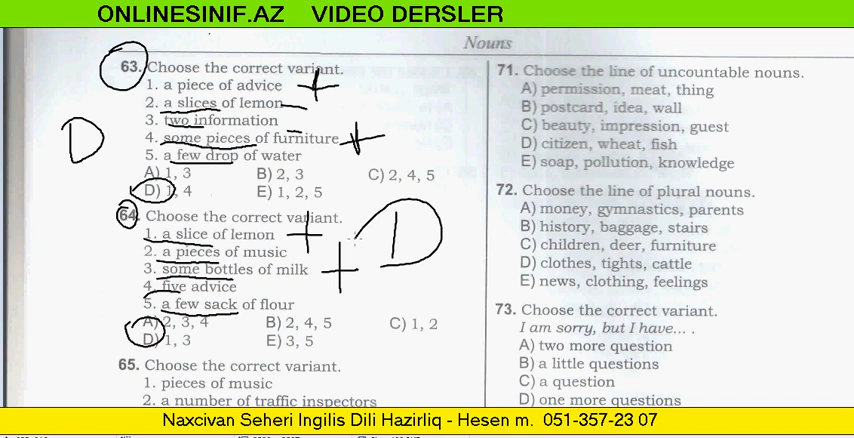 ONLINESINIF.AZ VIDEO DERSLER
Nouns
63. Choose the correct variant.
1. a piece of advice
2. a slices of lemon
3. two information
4. some pieces of furniture
5. a few drop of water
A) 1, 3 B) 2, 3 C) 2, 4, 5
D) 1, 4 E) 1, 2, 5
D
64. Choose the correct variant.
1. a slice of lemon
2. a pieces of music
3. some bottles of milk
4. five advice
5. a few sack of flour
A) 2, 3, 4 B) 2, 4, 5 C) 1, 2
D) 1, 3 E) 3, 5
D
65. Choose the correct variant.
1. pieces of music
2. a number of traffic inspectors
71. Choose the line of uncountable nouns.
A) permission, meat, thing
B) postcard, idea, wall
C) beauty, impression, guest
D) citizen, wheat, fish
E) soap, pollution, knowledge
72. Choose the line of plural nouns.
A) money, gymnastics, parents
B) history, baggage, stairs
C) children, deer, furniture
D) clothes, tights, cattle
E) news, clothing, feelings
73. Choose the correct variant.
I am sorry, but I have... .
A) two more question
B) a little questions
C) a question
D) one more questions
Naxcivan Seheri Ingilis Dili Hazirliq - Hesen m. 051-357-23 07